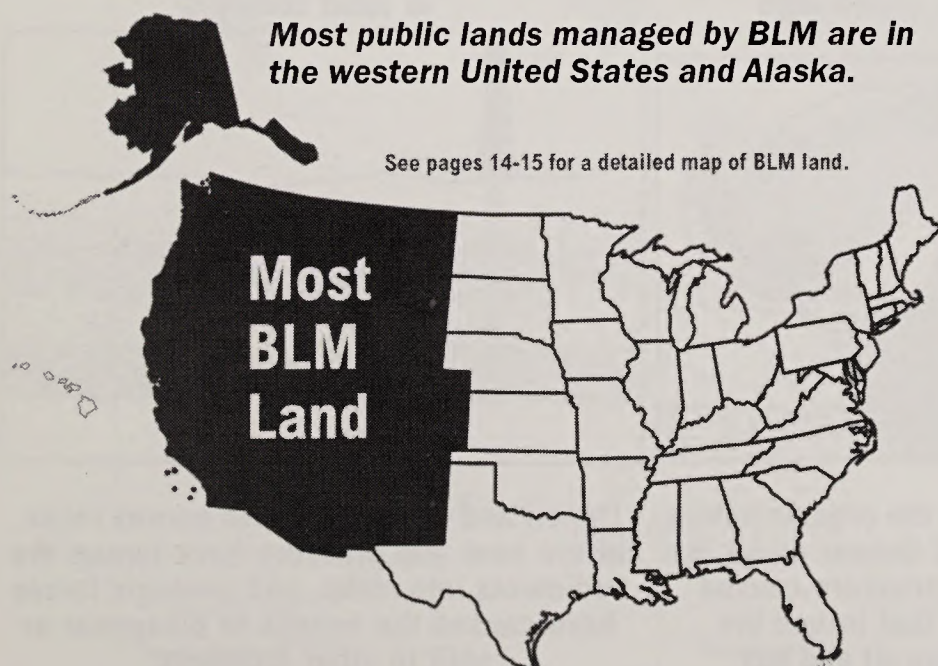 Most public lands managed by BLM are in
the western United States and Alaska.
See pages 14-15 for a detailed map of BLM land.
Most
BLM
Land